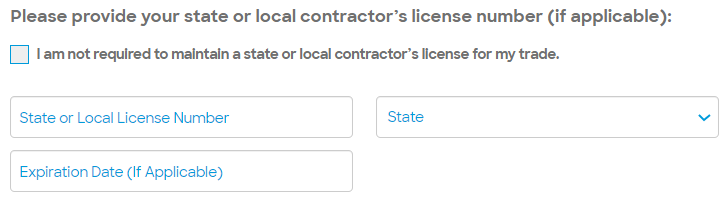 Please provide your state or local contractor's license number (if applicable):
I am not required to maintain a state or local contractor's license for my trade.
State or Local License Number
State
Expiration Date (If Applicable)